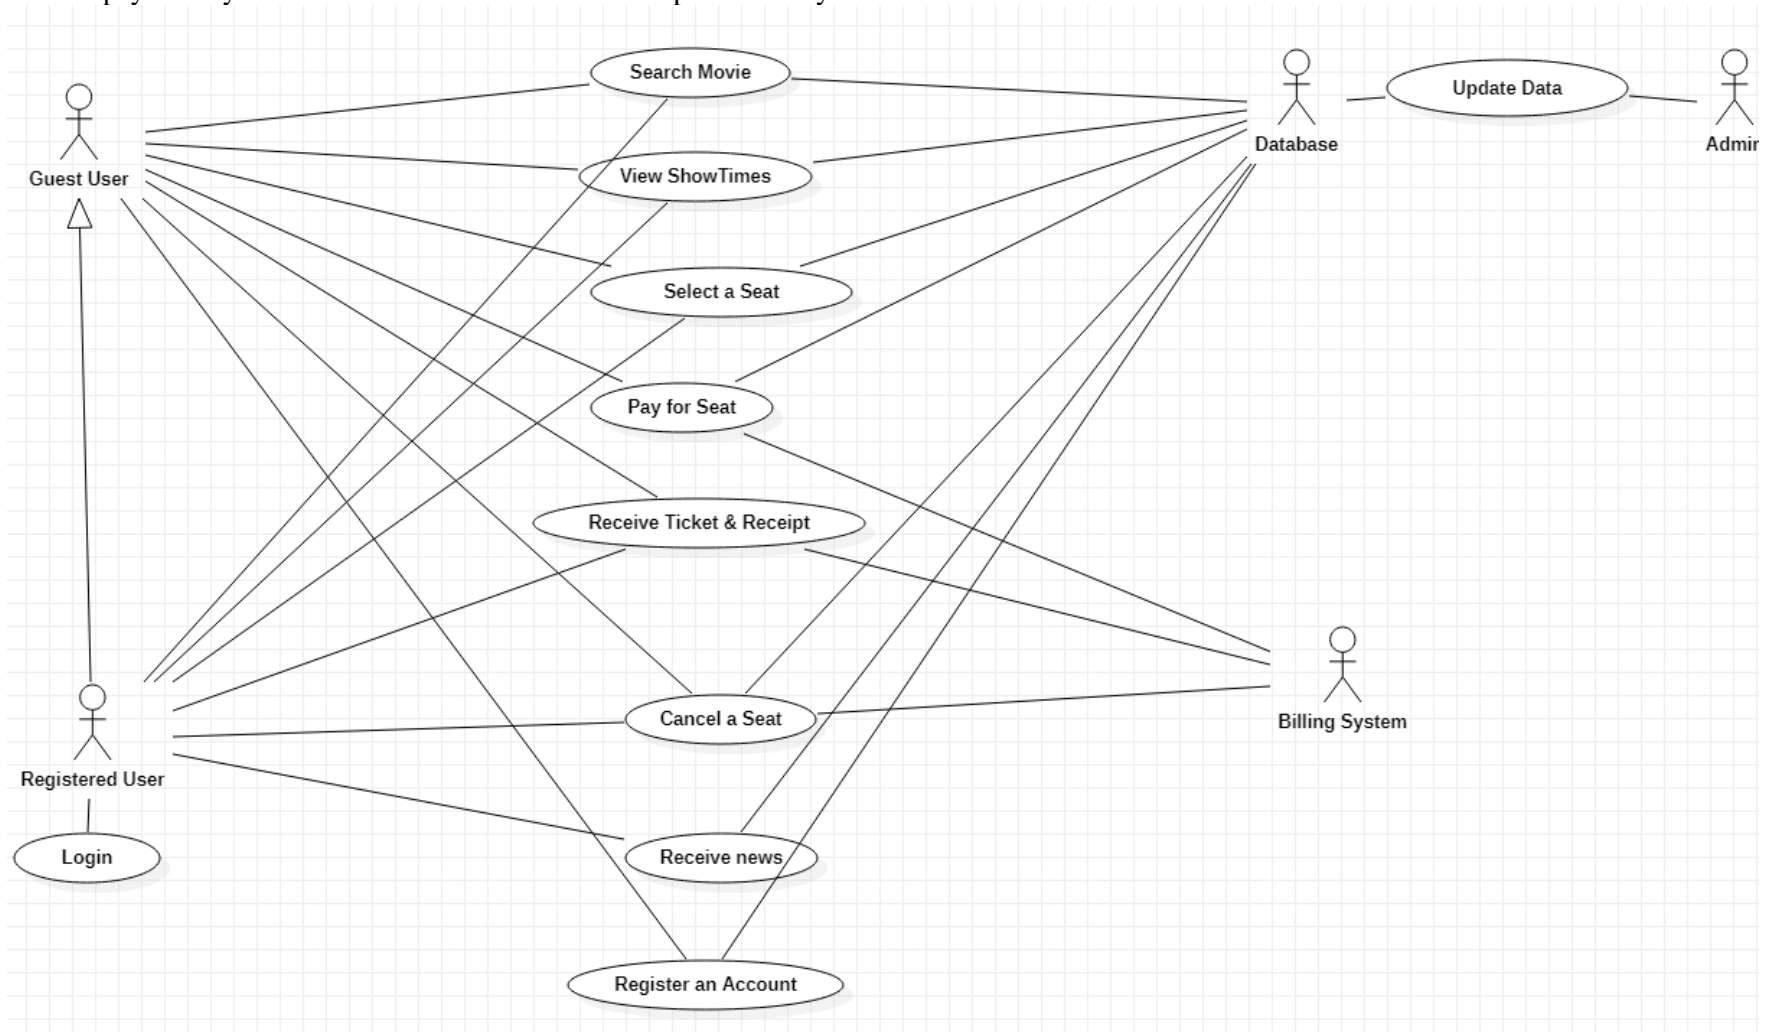 Search Movie
Update Data
Database
Admin
Guest User
View ShowTimes
Select a Seat
Pay for Seat
Receive Ticket & Receipt
Cancel a Seat
Billing System
Registered User
Login
Receive news
Register an Account